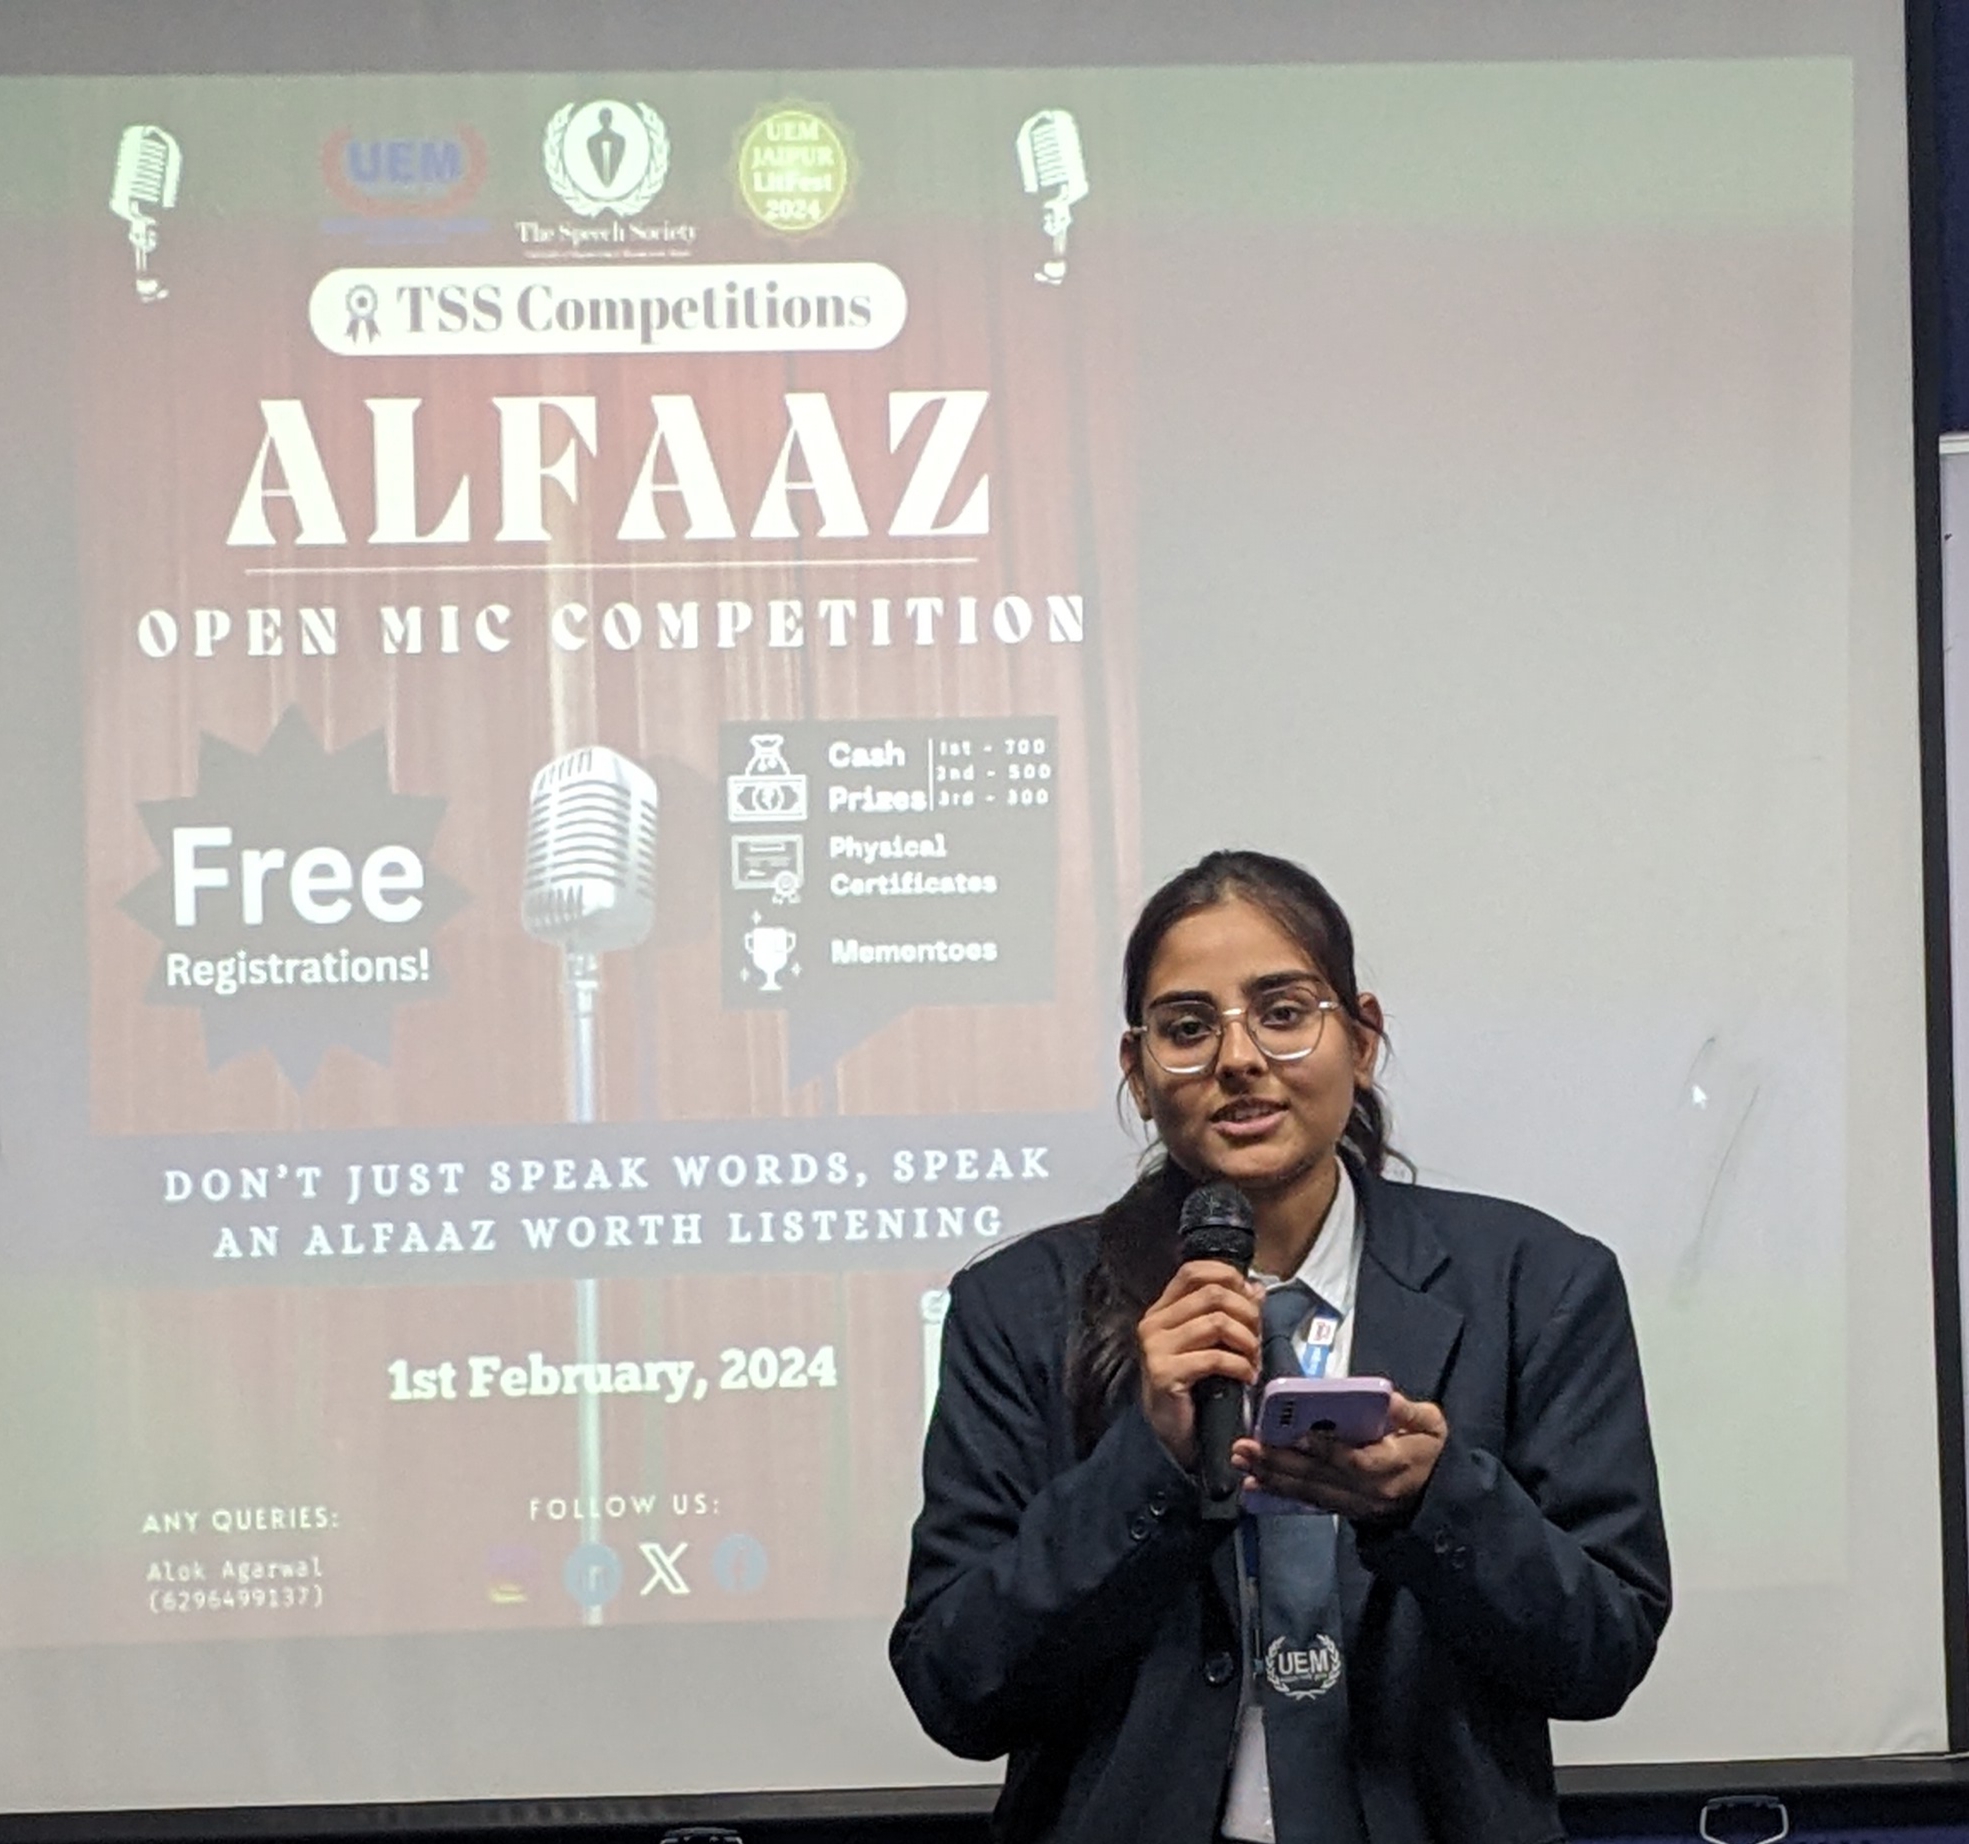 UEM
The Speech Society
UEM
JAIPUR
LitFest
2024
TSS Competitions
ALFAAZ
OPEN MIC COMPETITION
Free
Registrations!
Cash
Prizes
1st - 700
2nd - 500
3rd - 300
Physical
Certificates
Mementoes
DON'T JUST SPEAK WORDS, SPEAK
AN ALFAAZ WORTH LISTENING
1st February, 2024
ANY QUERIES:
Alok Agarwal
(6296499137)
FOLLOW US:
UEM